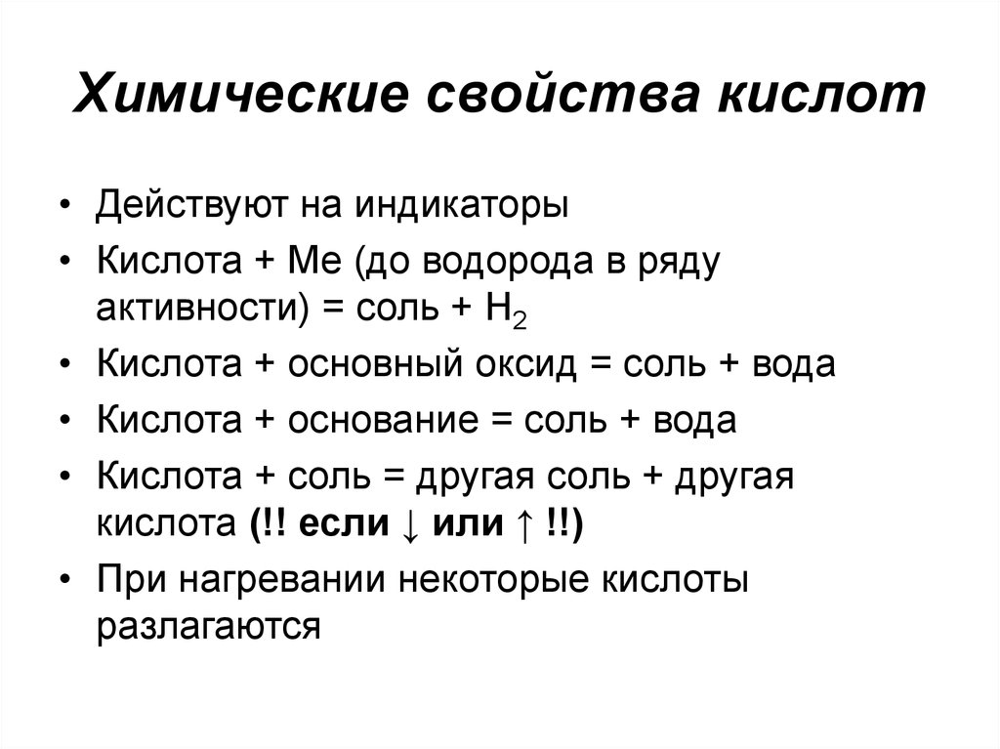 Химические свойства кислот
• Действуют на индикаторы
• Кислота + Ме (до водорода в ряду
активности) = соль + Н₂
• Кислота + основный оксид = соль + вода
• Кислота + основание = соль + вода
• Кислота + соль = другая соль + другая
кислота (!! если ↓ или ↑ !!)
• При нагревании некоторые кислоты
разлагаются